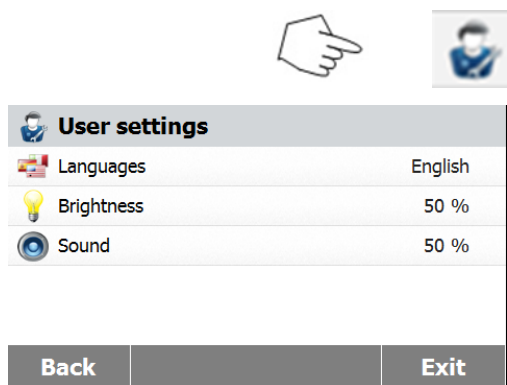 User settings
Languages English
Brightness 50 %
Sound 50 %
Back Exit